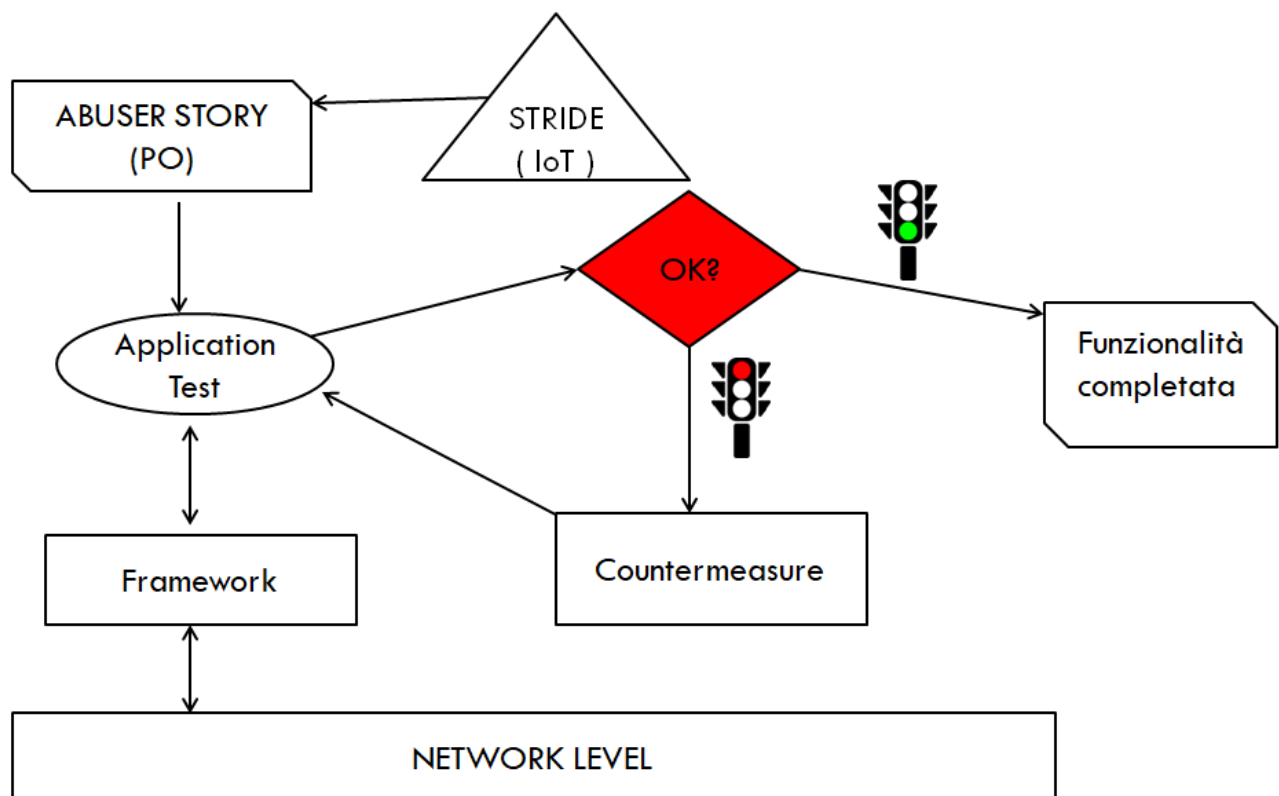 STRIDE
( IoT )
ABUSER STORY
(PO)
OK?
Application
Test
Funzionalità
completata
Framework
Countermeasure
NETWORK LEVEL